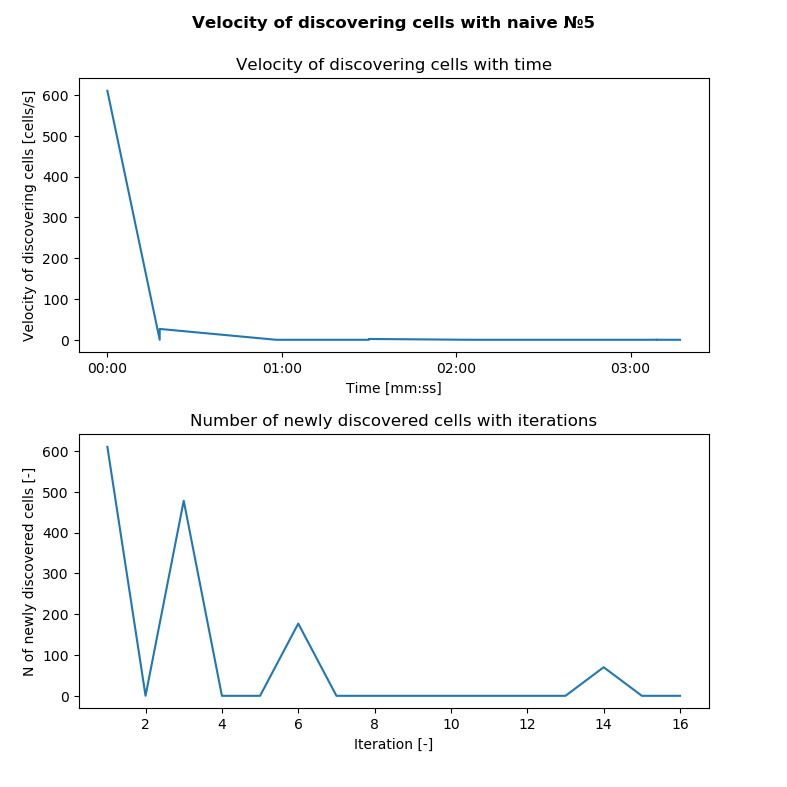 Velocity of discovering cells with naive №5
Velocity of discovering cells with time
Velocity of discovering cells [cells/s]
600
500
400
300
200
100
0
00:00 01:00 02:00 03:00
Time [mm:ss]
Number of newly discovered cells with iterations
N of newly discovered cells [-]
600
500
400
300
200
100
0
2 4 6 8 10 12 14 16
Iteration [-]